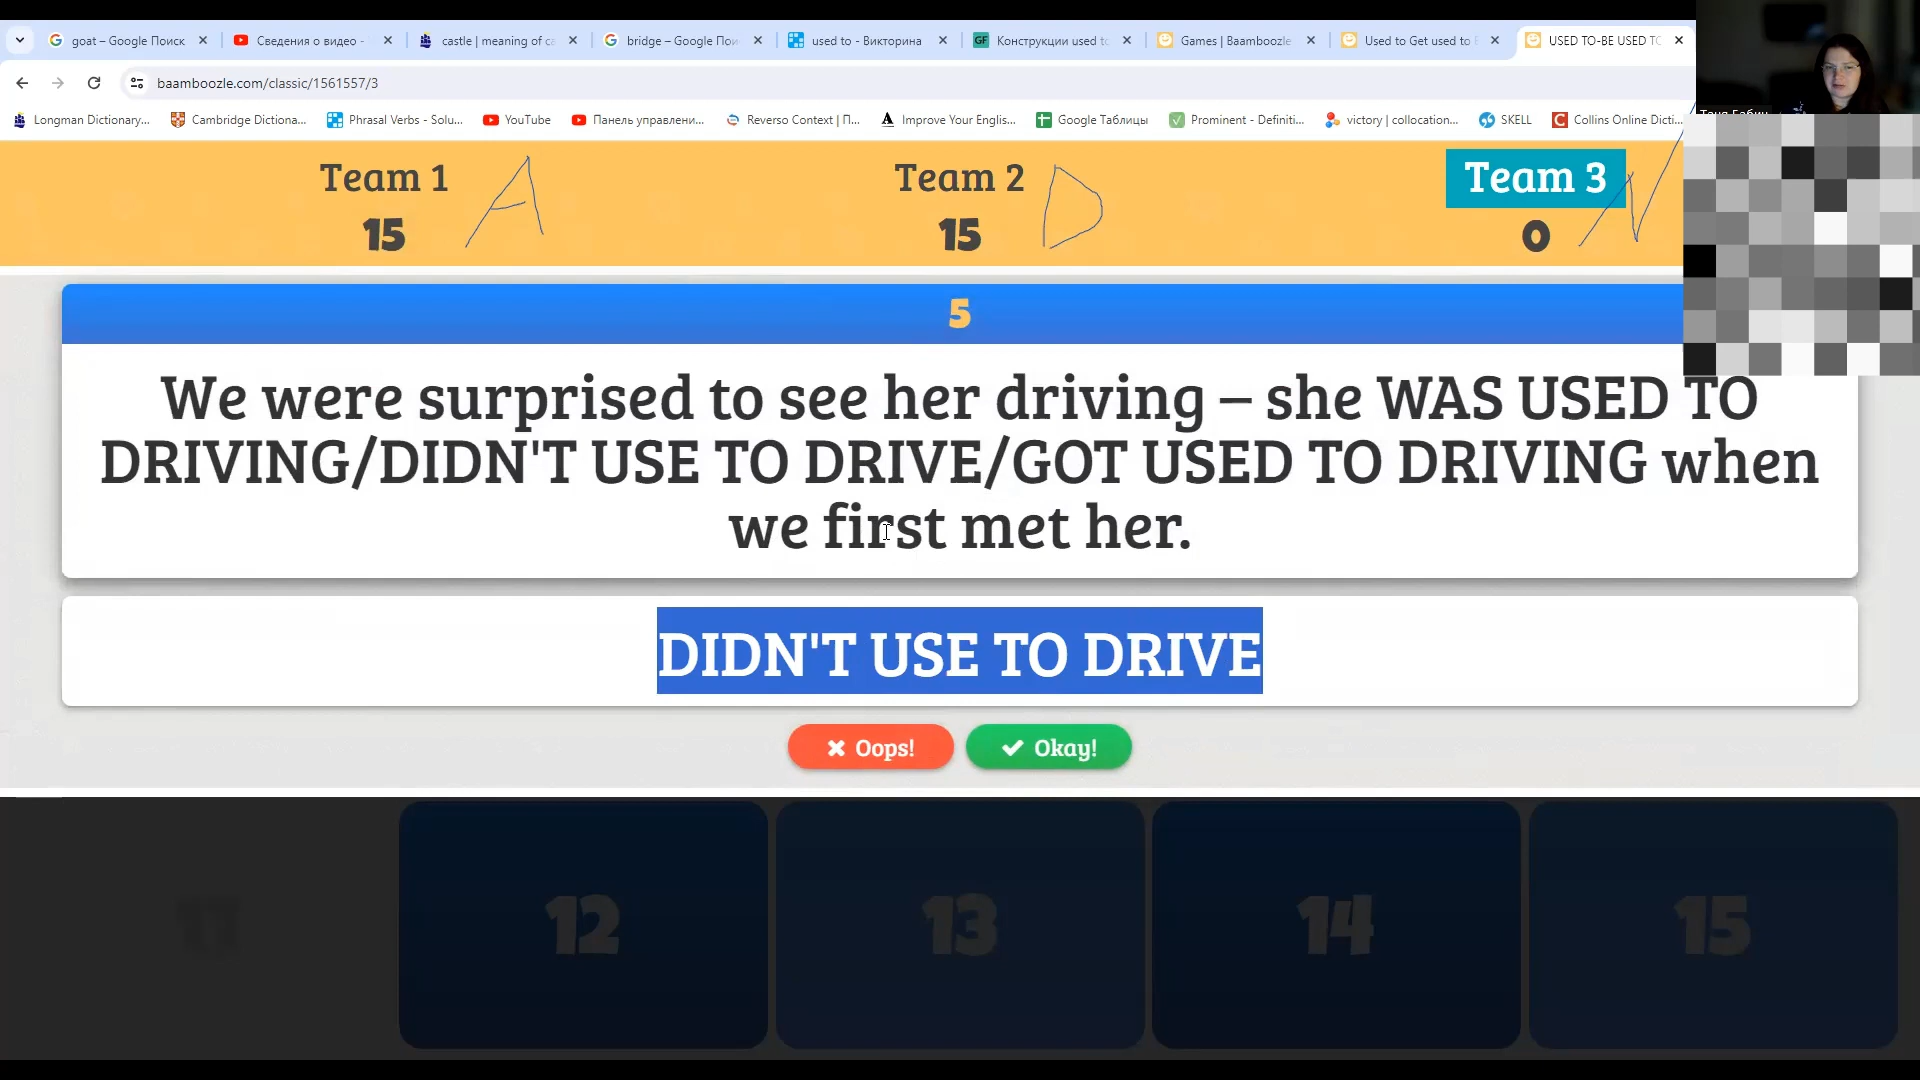 goat – Google Поиск
Сведения о видео -
castle | meaning of ca
bridge – Google Пои
used to - Викторина
Конструкции used to
Games | Baamboozle
Used to Get used to
USED TO-BE USED TO
baamboozle.com/classic/1561557/3
Longman Dictionary...
Cambridge Dictiona...
Phrasal Verbs - Solu...
YouTube
Панель управлени...
Reverso Context | П...
Improve Your Englis...
Google Таблицы
Prominent - Definiti...
victory | collocation...
SKELL
Collins Online Dicti...
Team 1 A
15
Team 2 D
15
Team 3 N
0
5
We were surprised to see her driving – she WAS USED TO
DRIVING/DIDN'T USE TO DRIVE/GOT USED TO DRIVING when
we first met her.
DIDN'T USE TO DRIVE
Oops!
Okay!
12
13
14
15